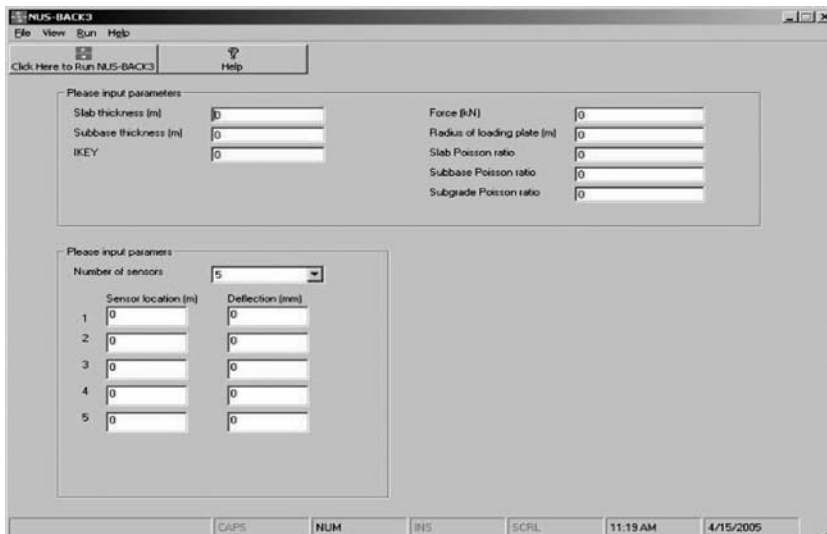 NUS-BACK3
File View Run Help
Click Here to Run NUS-BACK3 Help
Please input parameters
Slab thickness (m) 0
Subbase thickness (m) 0
IKEY 0
Force (kN) 0
Radius of loading plate (m) 0
Slab Poisson ratio 0
Subbase Poisson ratio 0
Subgrade Poisson ratio 0
Please input paramers
Number of sensors 5
Sensor location (m) Deflection (mm)
1 0 0
2 0 0
3 0 0
4 0 0
5 0 0
CAPS NUM INS SCRL 11:19 AM 4/15/2005